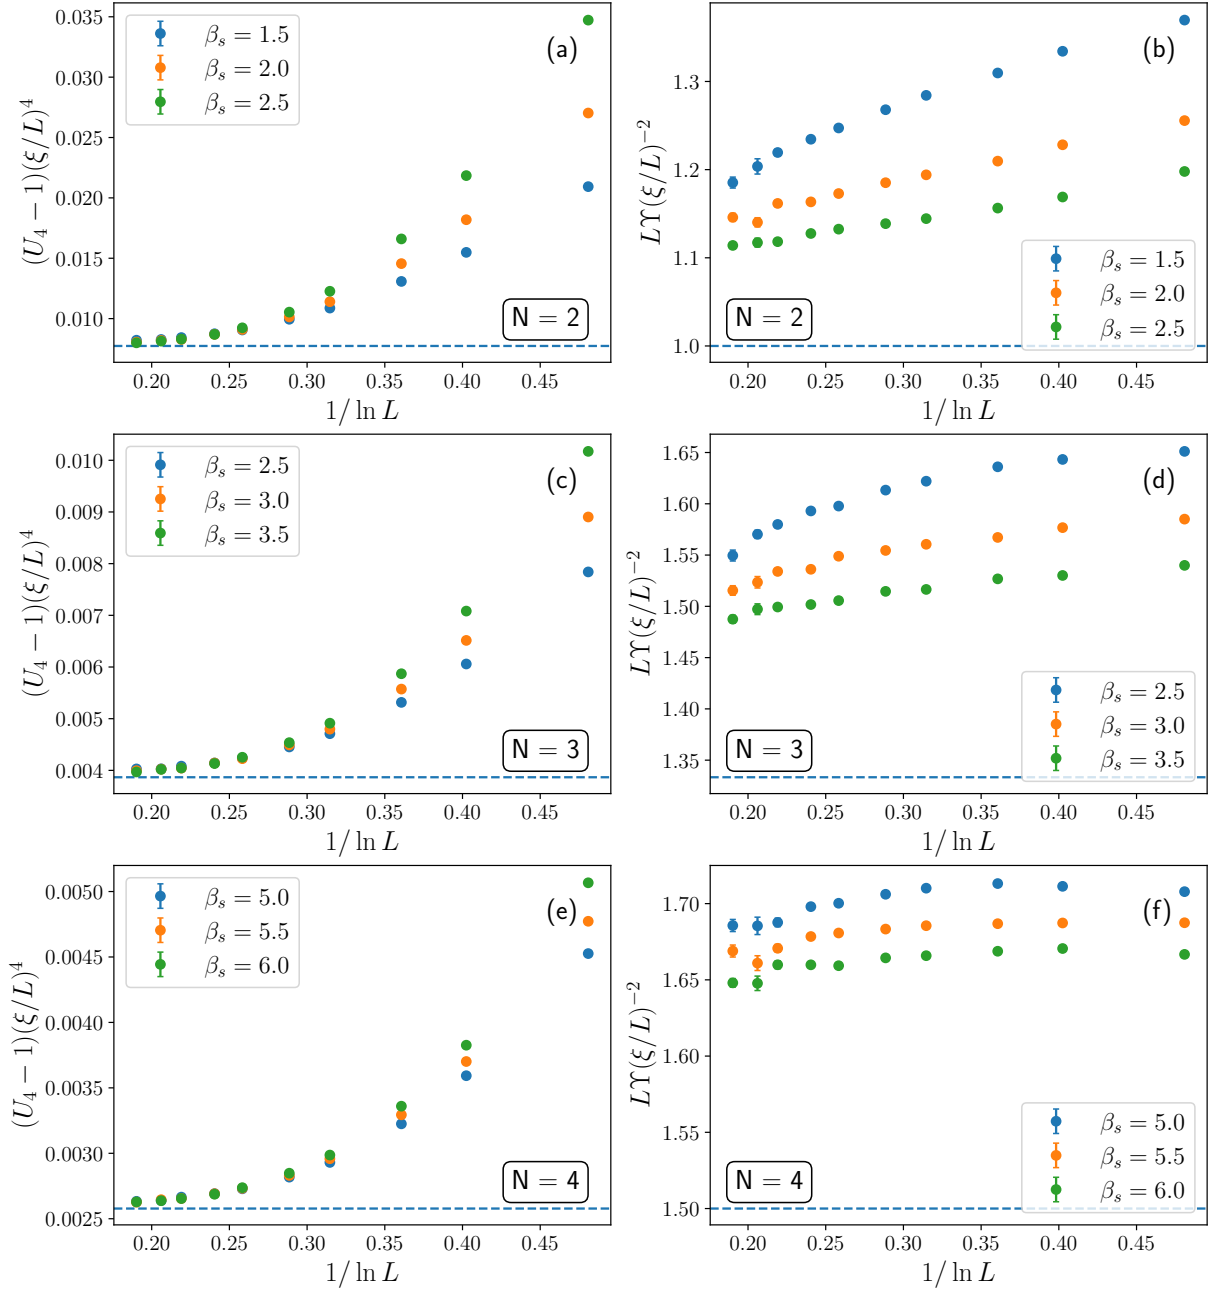 (a)
β_s = 1.5
β_s = 2.0
β_s = 2.5
N = 2
0.035
0.030
0.025
0.020
0.015
0.010
(U_4 − 1)(ξ/L)^4
0.20 0.25 0.30 0.35 0.40 0.45
1/ ln L
(b)
1.3
1.2
1.1
1.0
LΥ(ξ/L)^−2
β_s = 1.5
β_s = 2.0
β_s = 2.5
N = 2
0.20 0.25 0.30 0.35 0.40 0.45
1/ ln L
(c)
β_s = 2.5
β_s = 3.0
β_s = 3.5
N = 3
0.010
0.009
0.008
0.007
0.006
0.005
0.004
(U_4 − 1)(ξ/L)^4
0.20 0.25 0.30 0.35 0.40 0.45
1/ ln L
(d)
1.65
1.60
1.55
1.50
1.45
1.40
1.35
LΥ(ξ/L)^−2
β_s = 2.5
β_s = 3.0
β_s = 3.5
N = 3
0.20 0.25 0.30 0.35 0.40 0.45
1/ ln L
(e)
β_s = 5.0
β_s = 5.5
β_s = 6.0
N = 4
0.0050
0.0045
0.0040
0.0035
0.0030
0.0025
(U_4 − 1)(ξ/L)^4
0.20 0.25 0.30 0.35 0.40 0.45
1/ ln L
(f)
1.70
1.65
1.60
1.55
1.50
LΥ(ξ/L)^−2
β_s = 5.0
β_s = 5.5
β_s = 6.0
N = 4
0.20 0.25 0.30 0.35 0.40 0.45
1/ ln L